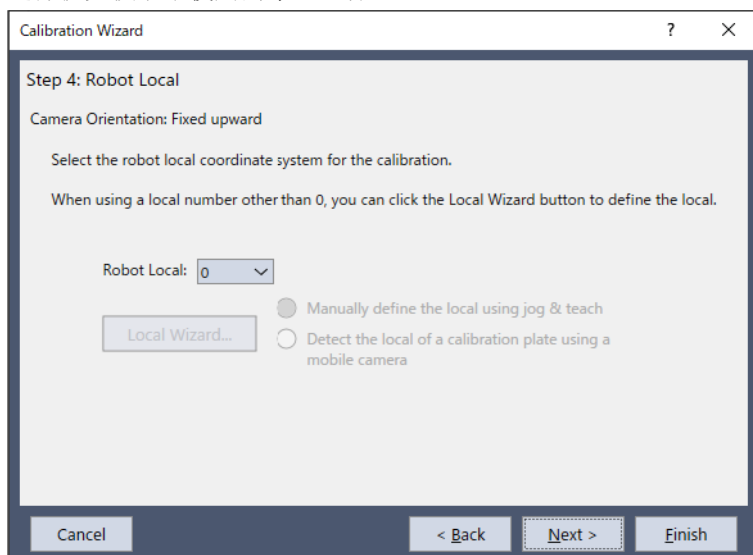 Calibration Wizard
?
Step 4: Robot Local
Camera Orientation: Fixed upward
Select the robot local coordinate system for the calibration.
When using a local number other than 0, you can click the Local Wizard button to define the local.
Robot Local: 0
Manually define the local using jog & teach
Local Wizard...
Detect the local of a calibration plate using a
mobile camera
Cancel
< Back
Next >
Finish